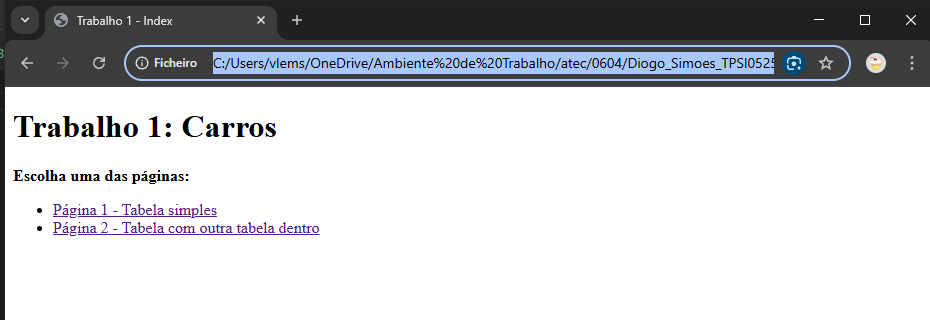 Trabalho 1 - Index
Ficheiro C:/Users/vlems/OneDrive/Ambiente%20de%20Trabalho/atec/0604/Diogo_Simoes_TPSI0525
Trabalho 1: Carros
Escolha uma das páginas:
Página 1 - Tabela simples
Página 2 - Tabela com outra tabela dentro